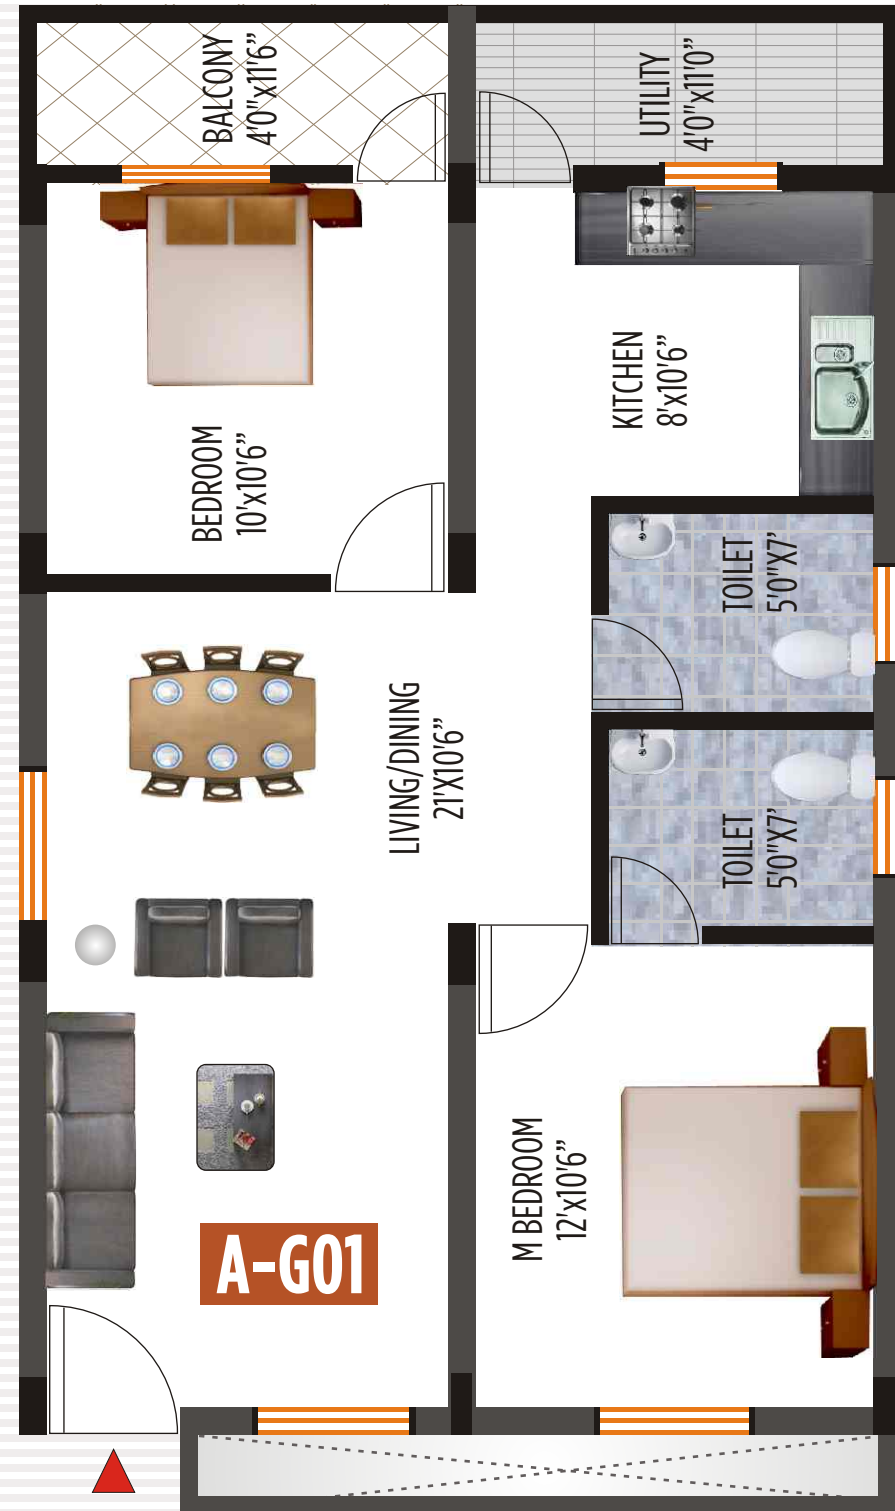 BALCONY
4'0"x11'6”
UTILITY
4'0"x11'0”
BEDROOM
10'x10'6”
KITCHEN
8'x10'6”
TOILET
5'0"X7'
LIVING/DINING
21'X10'6”
TOILET
5'0"X7'
M BEDROOM
12'x10'6”
A-G01